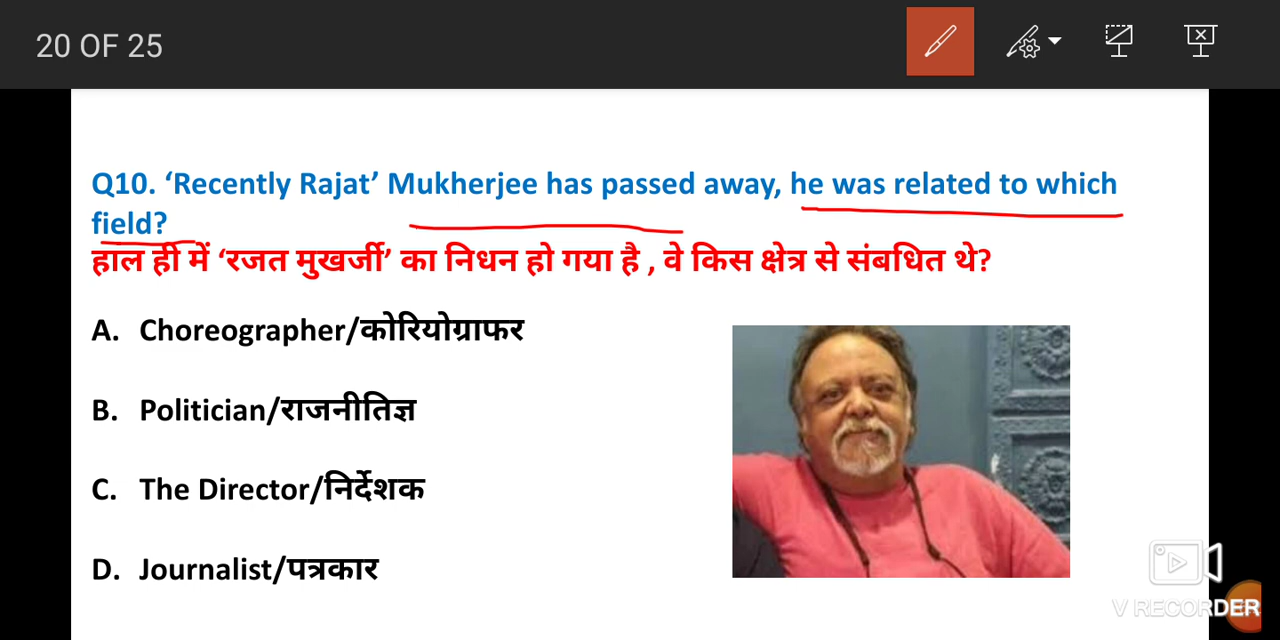 20 OF 25
Q10. ‘Recently Rajat’ Mukherjee has passed away, he was related to which
field?
हाल ही में ‘रजत मुखर्जी’ का निधन हो गया है , वे किस क्षेत्र से संबधित थे?
A. Choreographer/कोरियोग्राफर
B. Politician/राजनीतिज्ञ
C. The Director/निर्देशक
D. Journalist/पत्रकार
V RECORDER